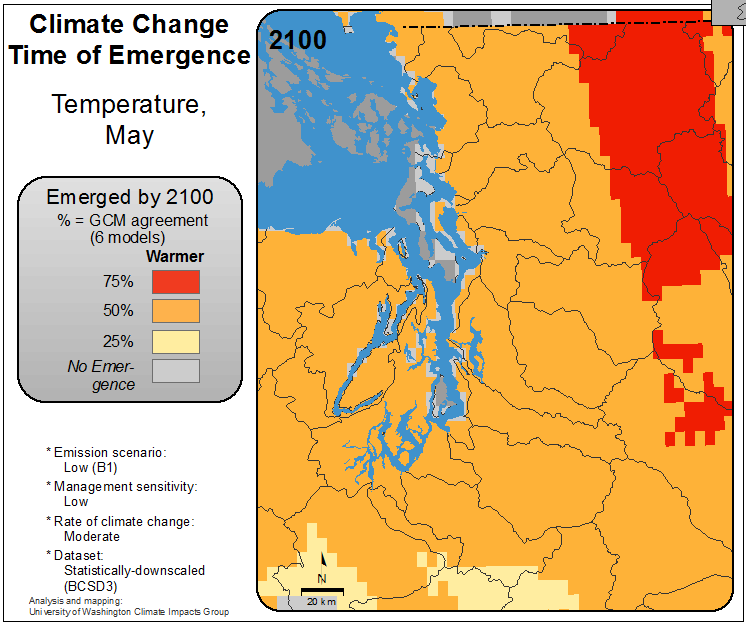 Climate Change
Time of Emergence
Temperature,
May
Emerged by 2100
% = GCM agreement
(6 models)
Warmer
75%
50%
25%
No Emer-
gence
* Emission scenario:
Low (B1)
* Management sensitivity:
Low
* Rate of climate change:
Moderate
* Dataset:
Statistically-downscaled
(BCSD3)
Analysis and mapping:
University of Washington Climate Impacts Group
2100
N
20 km